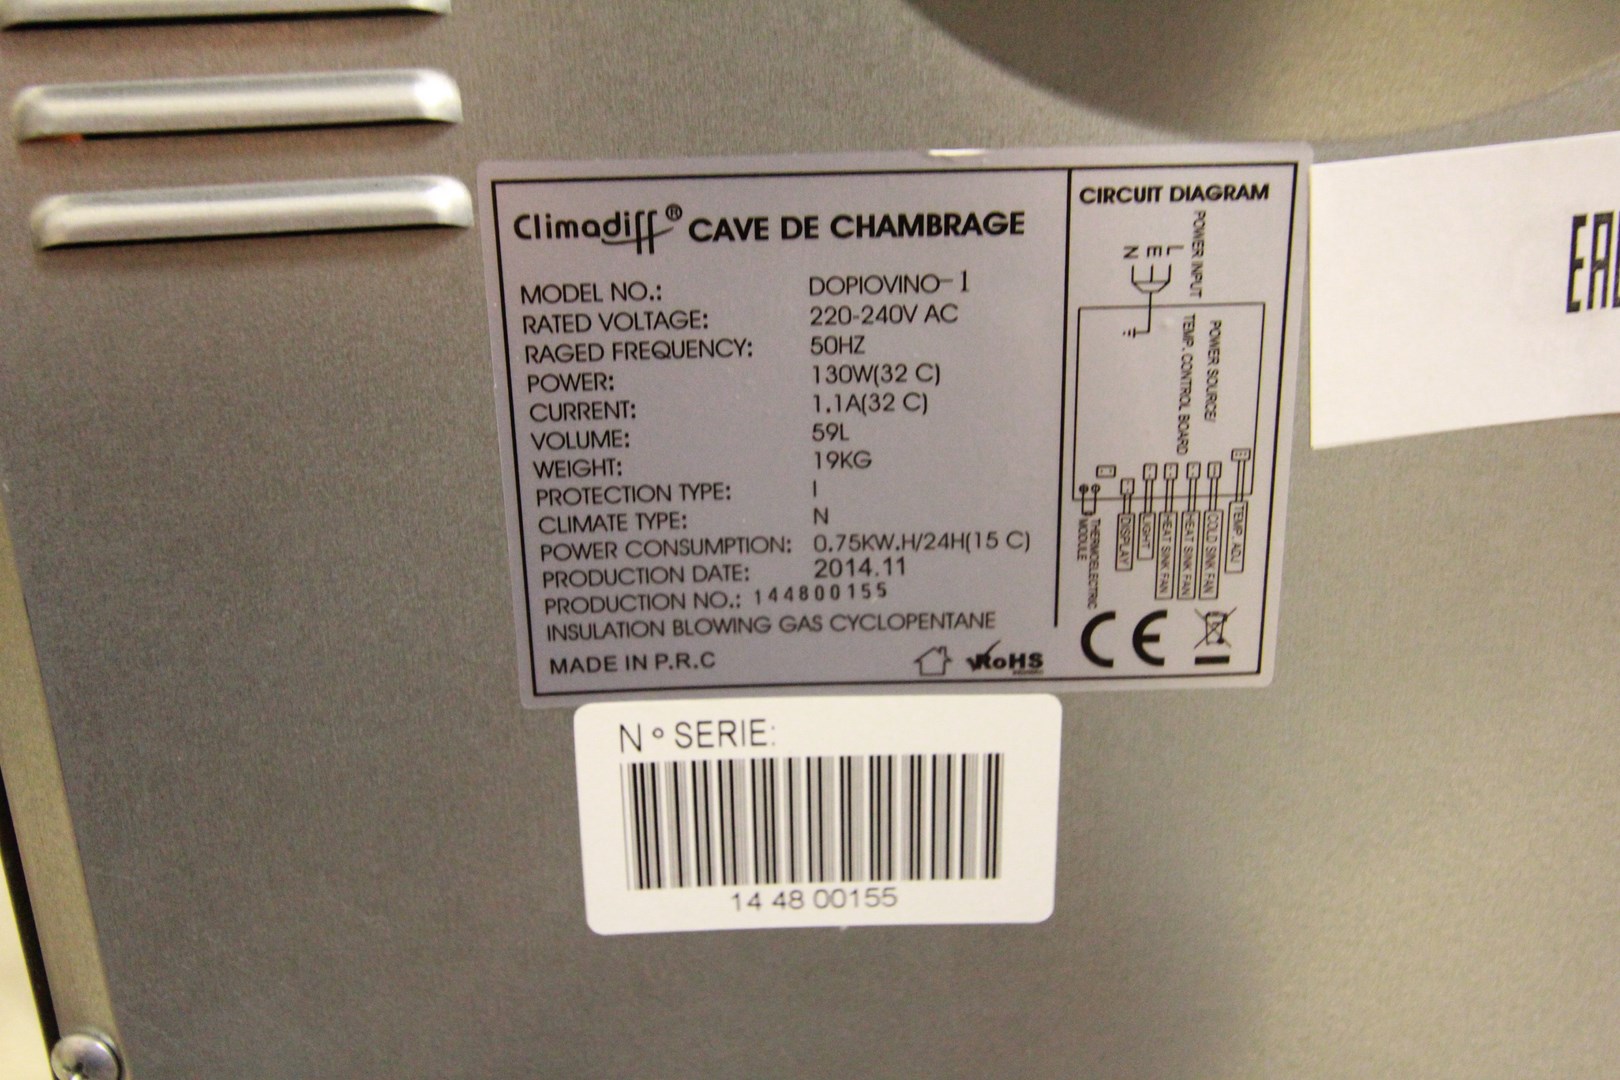 Climadiff® CAVE DE CHAMBRAGE
MODEL NO.: DOPIOVINO-1
RATED VOLTAGE: 220-240V AC
RAGED FREQUENCY: 50HZ
POWER: 130W(32 C)
CURRENT: 1.1A(32 C)
VOLUME: 59L
WEIGHT: 19KG
PROTECTION TYPE: I
CLIMATE TYPE: N
POWER CONSUMPTION: 0.75KW.H/24H(15 C)
PRODUCTION DATE: 2014.11
PRODUCTION NO.: 144800155
INSULATION BLOWING GAS CYCLOPENTANE
MADE IN P.R.C
RoHS
CIRCUIT DIAGRAM
POWER INPUT
L
E
N
POWER SOURCE/
TEMP. CONTROL BOARD
TEMP. ADJ
COLD SINK FAN
HEAT SINK FAN
HEAT SINK FAN
LIGHT
DISPLAY
THERMOELECTRIC
MODULE
CE
N° SERIE:
14 48 00155